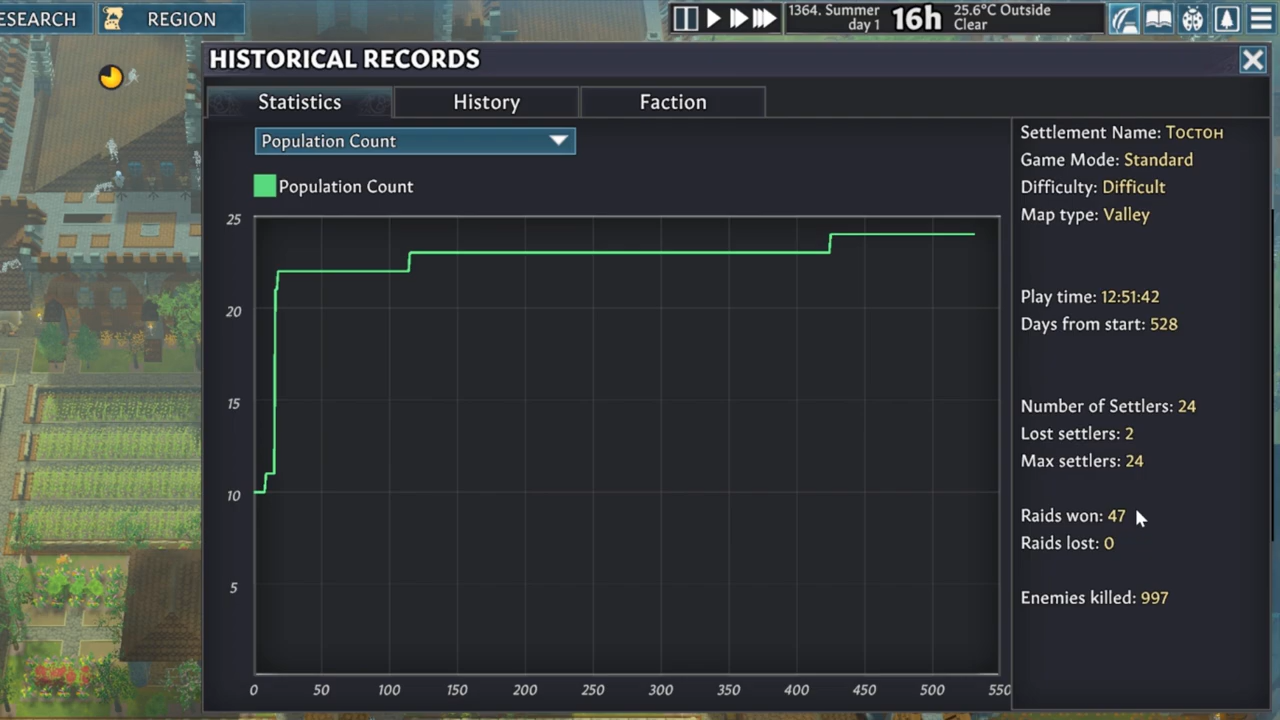 ESEARCH
REGION
1364. Summer
day 1
16h
25.6°C Outside
Clear
HISTORICAL RECORDS
Statistics
History
Faction
Population Count
Population Count
25
20
15
10
5
0
50
100
150
200
250
300
350
400
450
500
550
Settlement Name: Тостон
Game Mode: Standard
Difficulty: Difficult
Map type: Valley
Play time: 12:51:42
Days from start: 528
Number of Settlers: 24
Lost settlers: 2
Max settlers: 24
Raids won: 47
Raids lost: 0
Enemies killed: 997